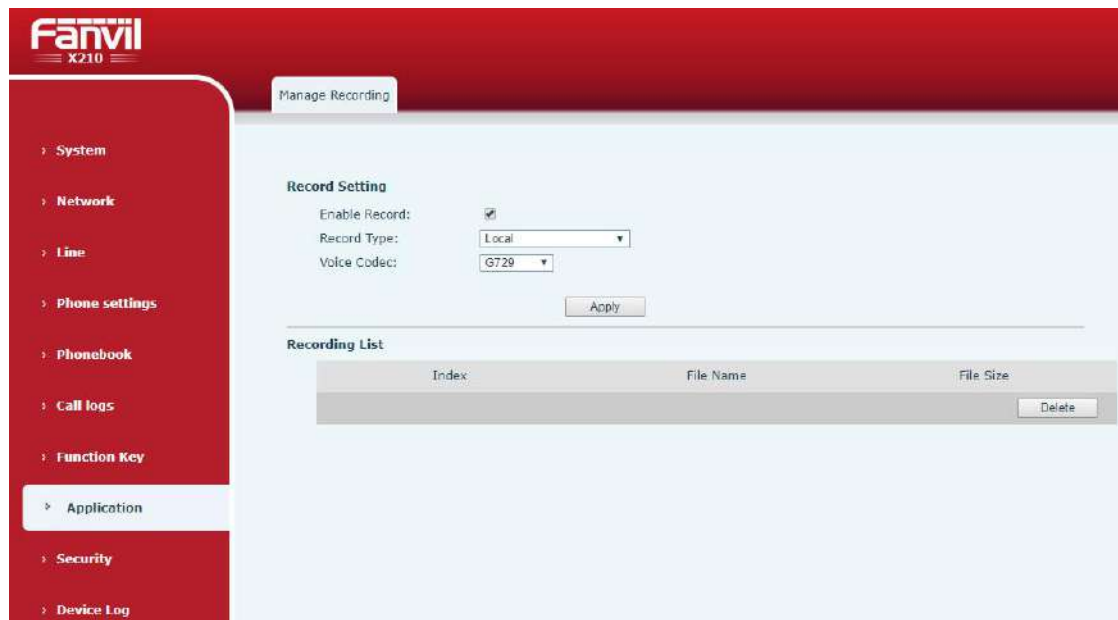 Fanvil
X210
Manage Recording
› System
› Network
› Line
› Phone settings
› Phonebook
› Call logs
› Function Key
› Application
› Security
› Device Log
Record Setting
Enable Record:
Record Type: Local
Voice Codec: G729
Apply
Recording List
Index File Name File Size
Delete